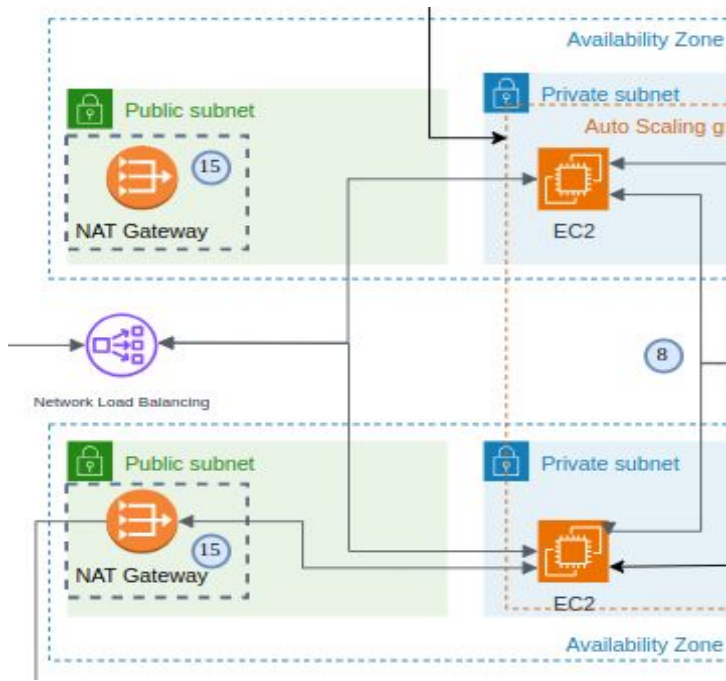 Availability Zone
Public subnet
Private subnet
Auto Scaling g
15
NAT Gateway
EC2
8
Network Load Balancing
Public subnet
Private subnet
15
NAT Gateway
EC2
Availability Zone